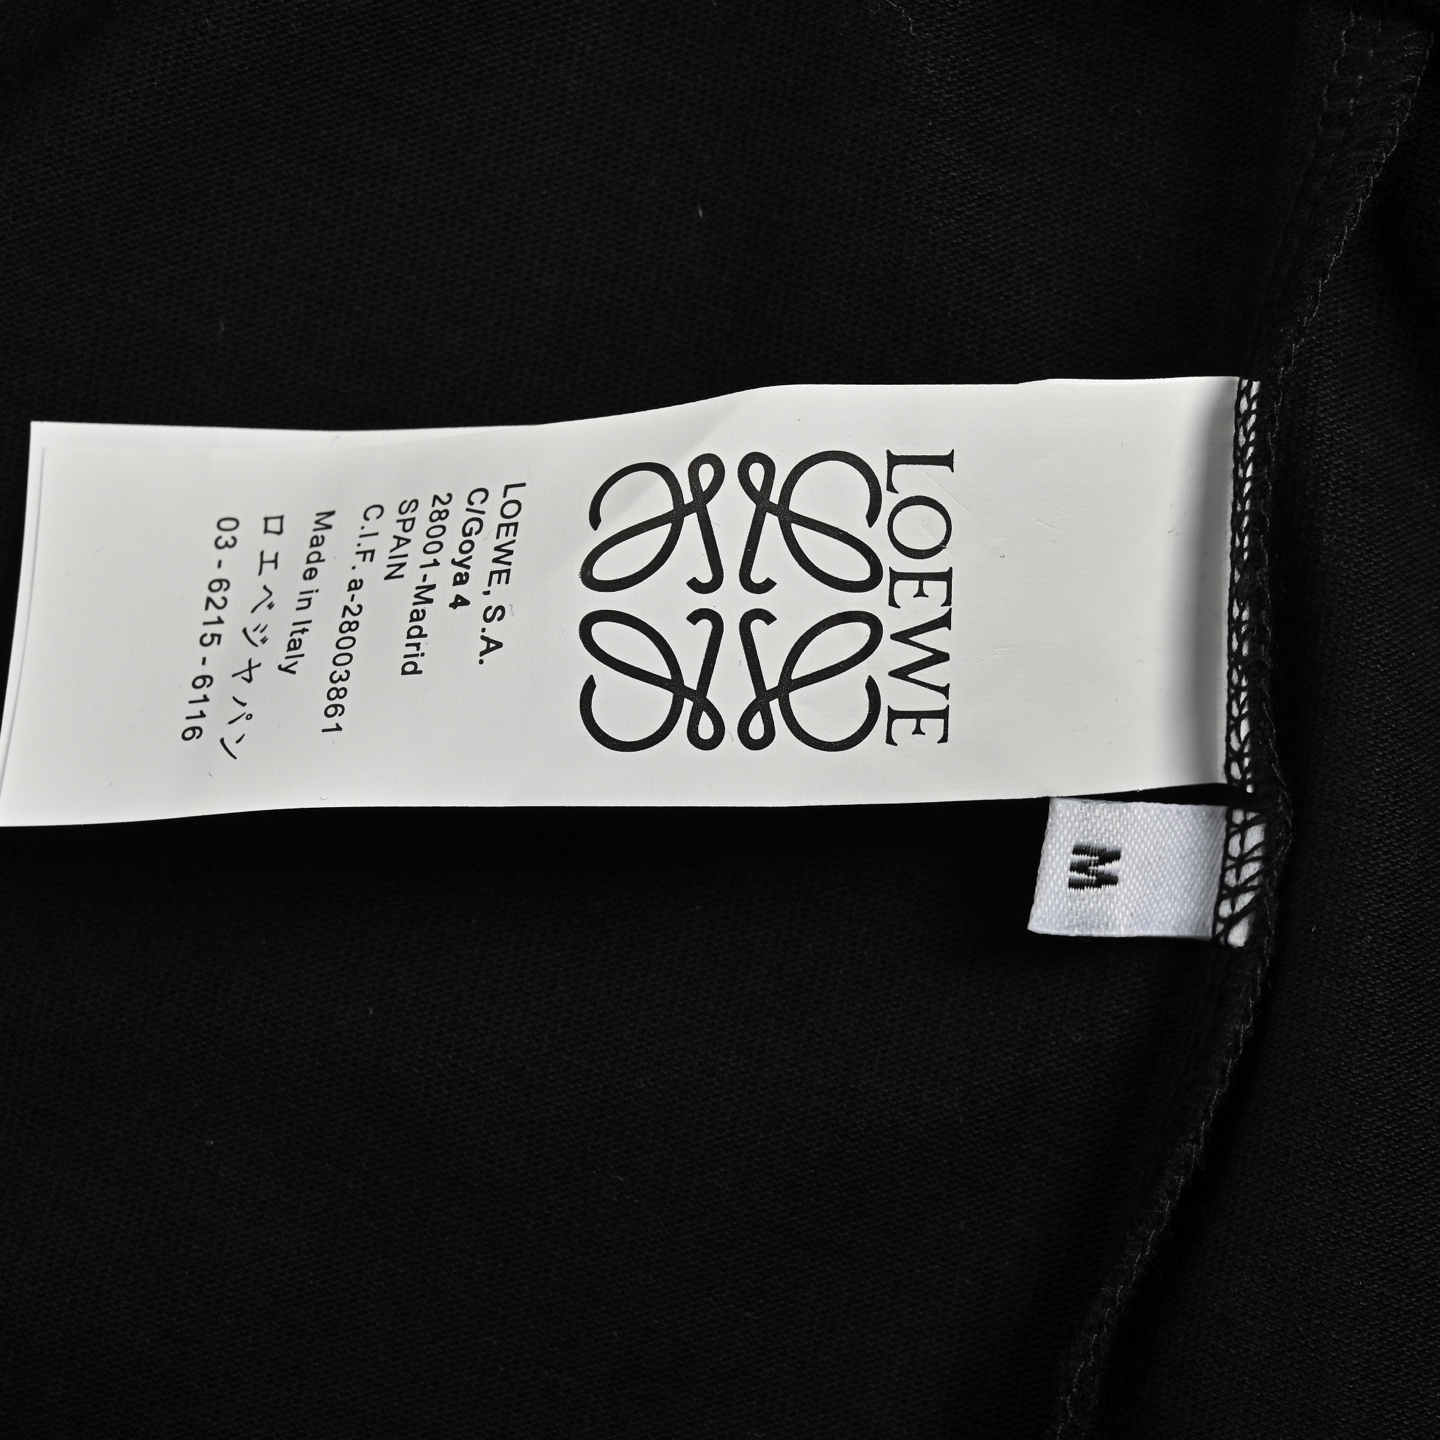 LOEWE
LOEWE, S.A.
C/Goya 4
28001-Madrid
SPAIN
C.I.F. a-28003861
Made in Italy
ロエベジャパン
03-6215-6116
M